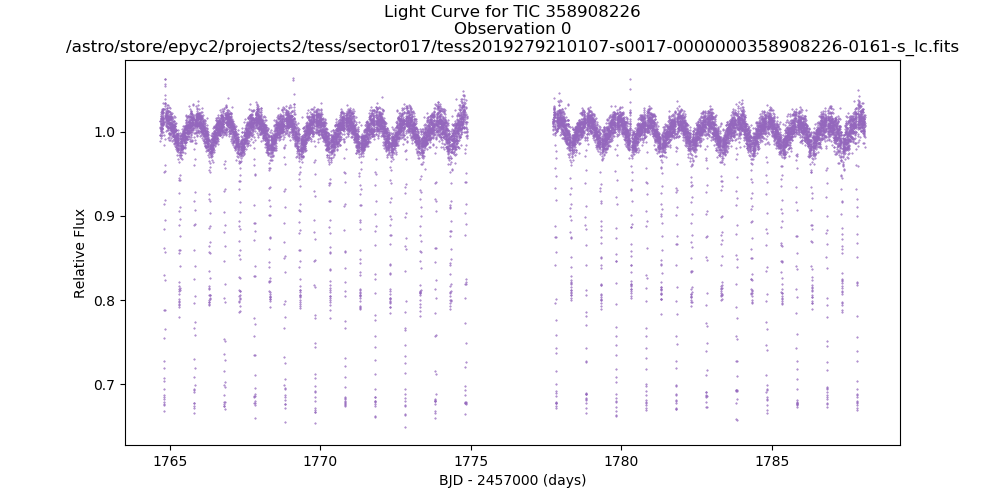 Light Curve for TIC 358908226
Observation 0
/astro/store/epyc2/projects2/tess/sector017/tess2019279210107-s0017-0000000358908226-0161-s_lc.fits
1.0
0.9
0.8
0.7
Relative Flux
1765
1770
1775
1780
1785
BJD - 2457000 (days)